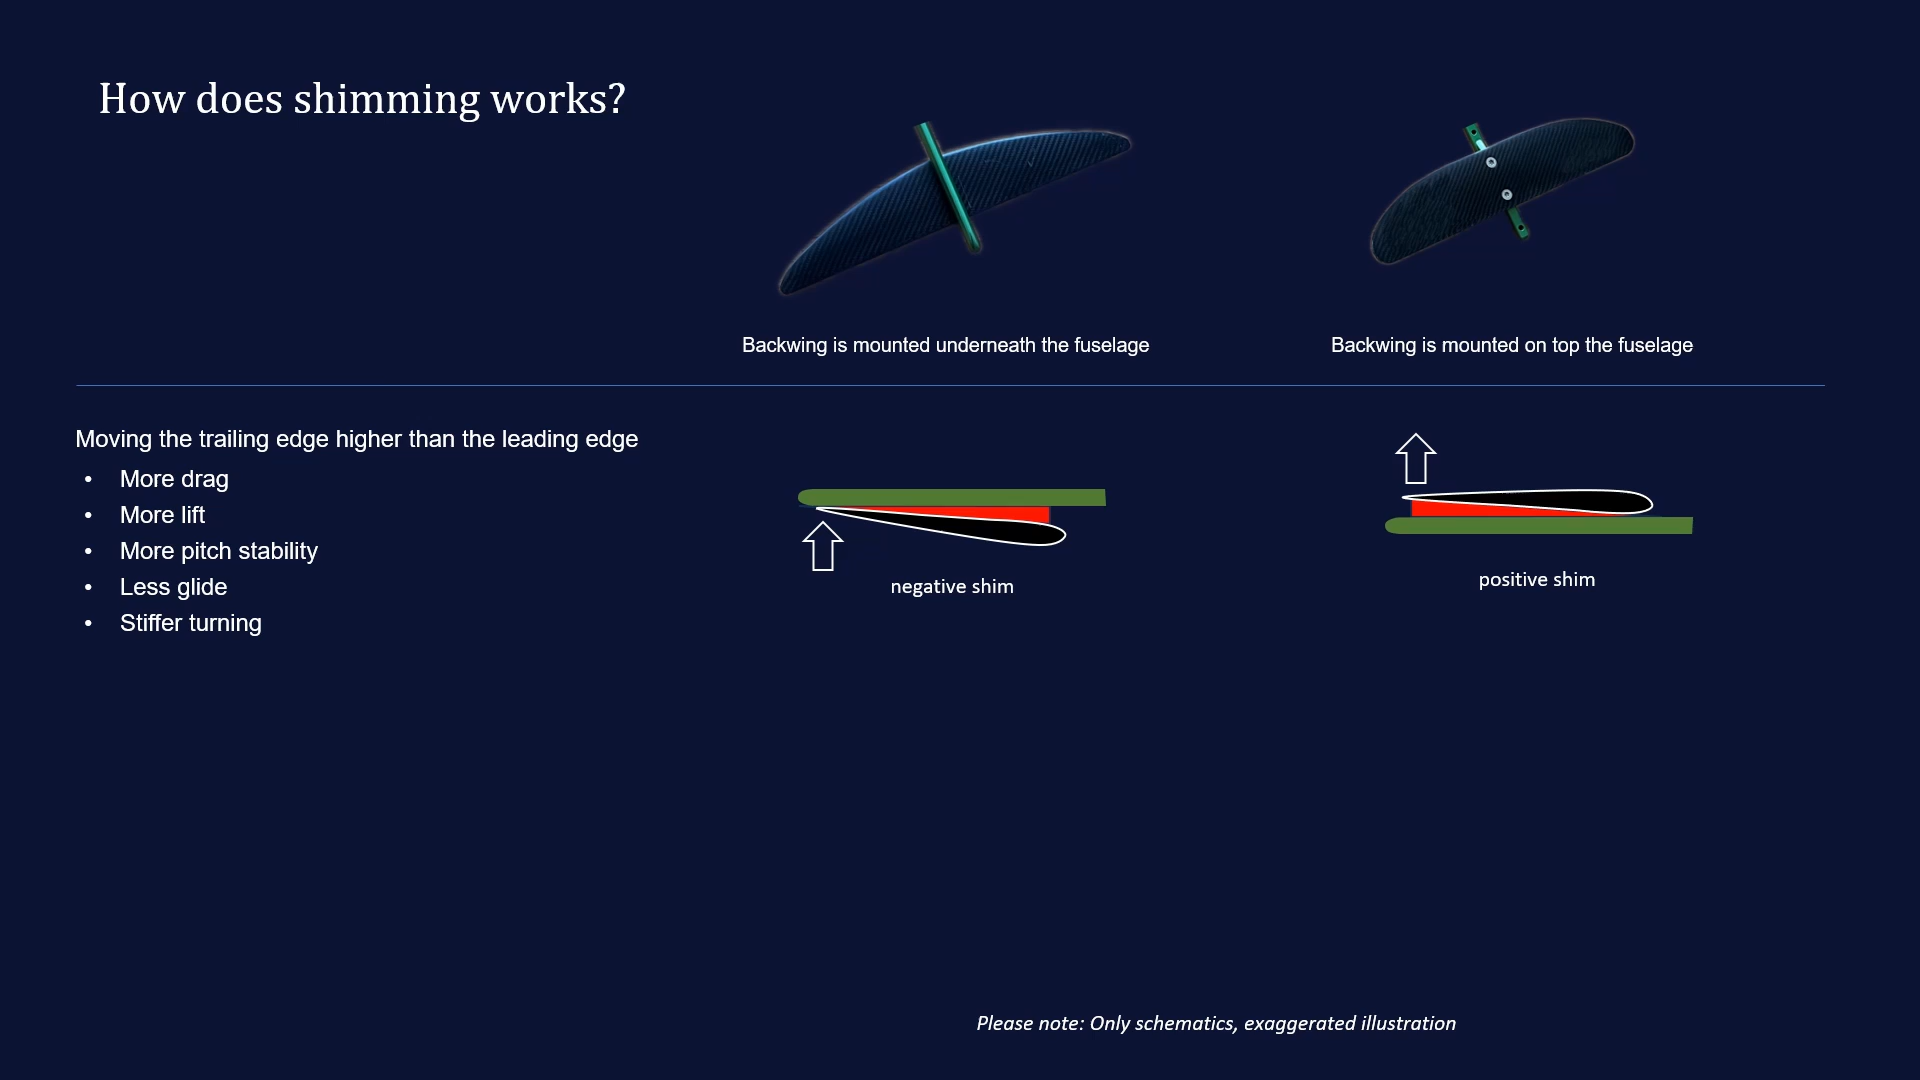 How does shimming works?
Backwing is mounted underneath the fuselage
Backwing is mounted on top the fuselage
Moving the trailing edge higher than the leading edge
• More drag
• More lift
• More pitch stability
• Less glide
• Stiffer turning
negative shim
positive shim
Please note: Only schematics, exaggerated illustration